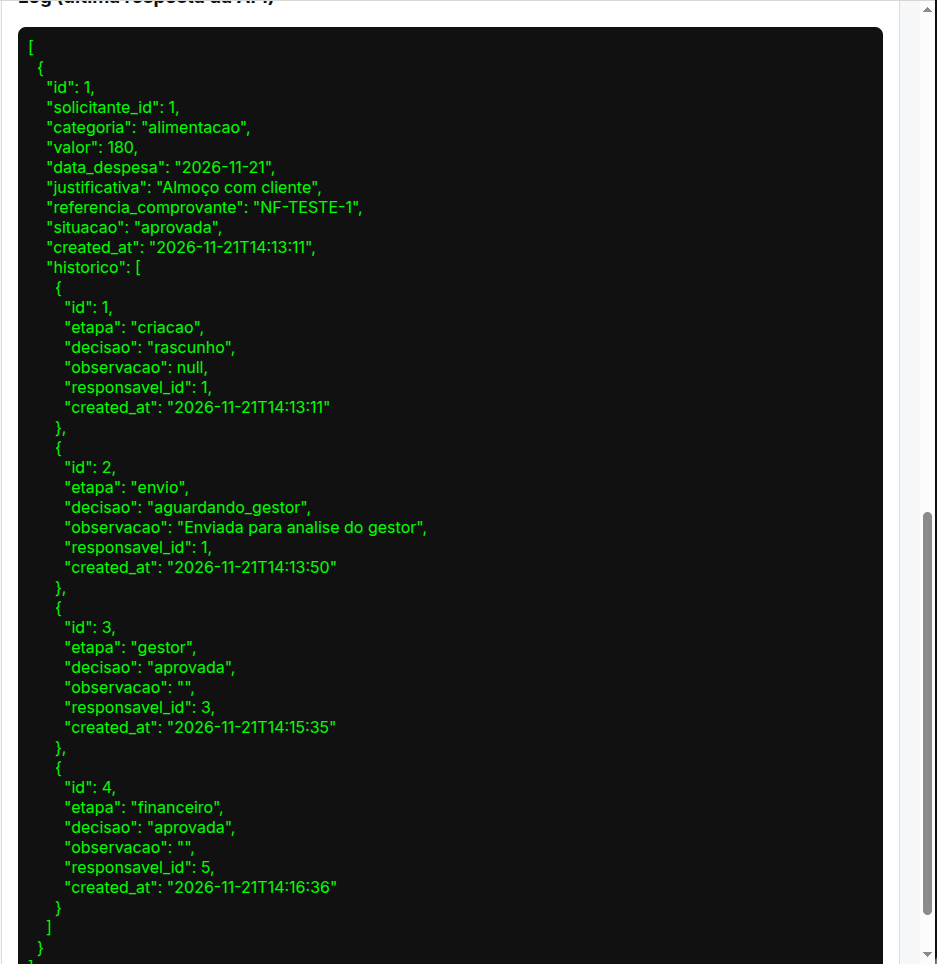 Log (última resposta da API)
[
{
"id": 1,
"solicitante_id": 1,
"categoria": "alimentacao",
"valor": 180,
"data_despesa": "2026-11-21",
"justificativa": "Almoço com cliente",
"referencia_comprovante": "NF-TESTE-1",
"situacao": "aprovada",
"created_at": "2026-11-21T14:13:11",
"historico": [
{
"id": 1,
"etapa": "criacao",
"decisao": "rascunho",
"observacao": null,
"responsavel_id": 1,
"created_at": "2026-11-21T14:13:11"
},
{
"id": 2,
"etapa": "envio",
"decisao": "aguardando_gestor",
"observacao": "Enviada para analise do gestor",
"responsavel_id": 1,
"created_at": "2026-11-21T14:13:50"
},
{
"id": 3,
"etapa": "gestor",
"decisao": "aprovada",
"observacao": "",
"responsavel_id": 3,
"created_at": "2026-11-21T14:15:35"
},
{
"id": 4,
"etapa": "financeiro",
"decisao": "aprovada",
"observacao": "",
"responsavel_id": 5,
"created_at": "2026-11-21T14:16:36"
}
]
}
]